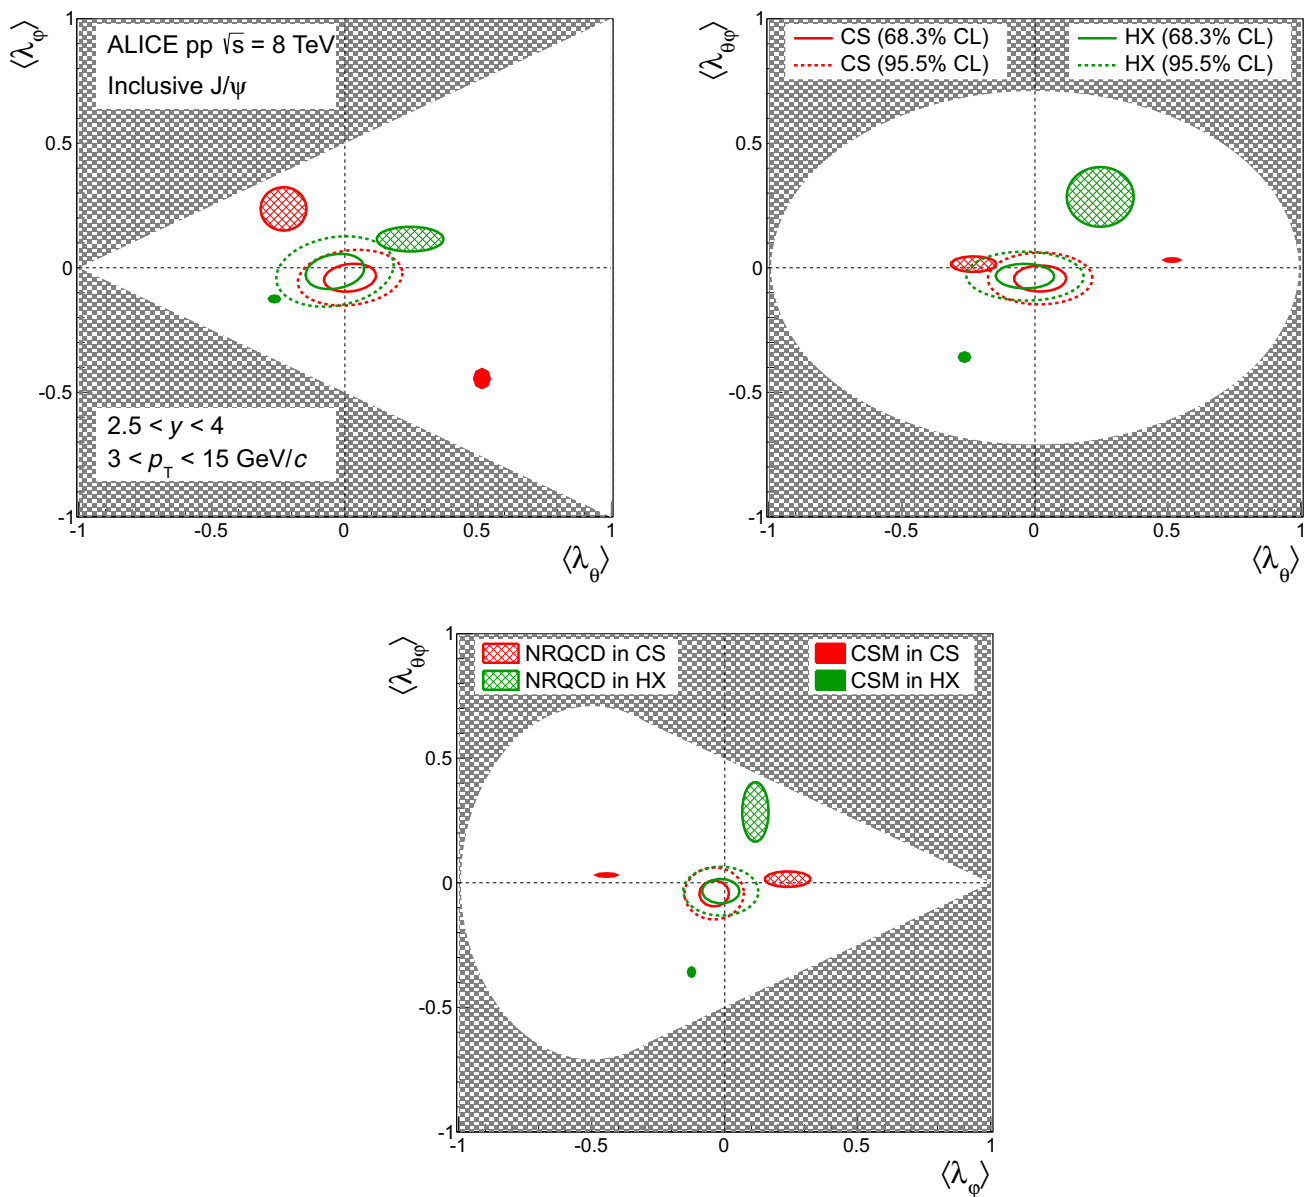 ⟨λφ⟩
1
0.5
0
-0.5
-1
ALICE pp √s = 8 TeV
Inclusive J/ψ
2.5 < y < 4
3 < pT < 15 GeV/c
-1 -0.5 0 0.5 1
⟨λθ⟩
⟨λθφ⟩
1
0.5
0
-0.5
-1
CS (68.3% CL)
CS (95.5% CL)
HX (68.3% CL)
HX (95.5% CL)
-1 -0.5 0 0.5 1
⟨λθ⟩
⟨λθφ⟩
1
0.5
0
-0.5
-1
NRQCD in CS
NRQCD in HX
CSM in CS
CSM in HX
-1 -0.5 0 0.5 1
⟨λφ⟩